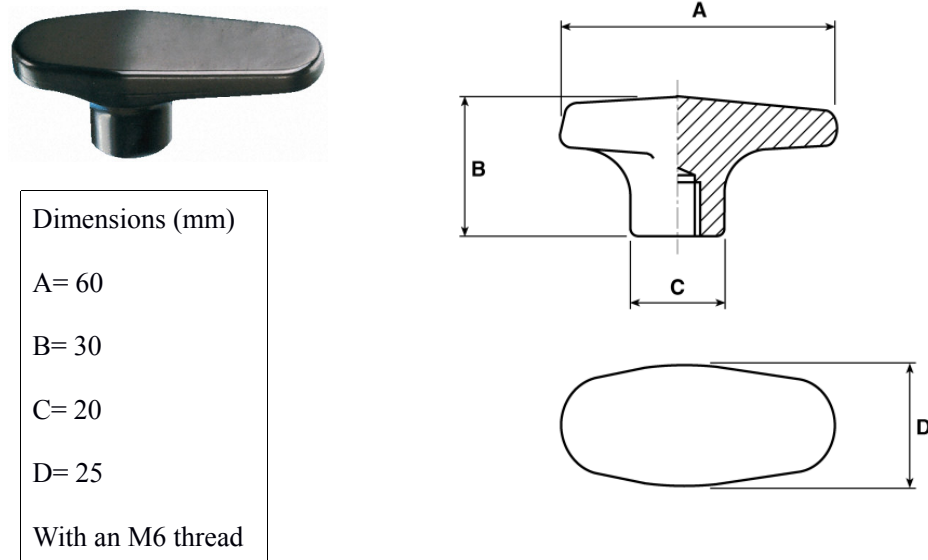 A
B
C
D
Dimensions (mm)
A= 60
B= 30
C= 20
D= 25
With an M6 thread